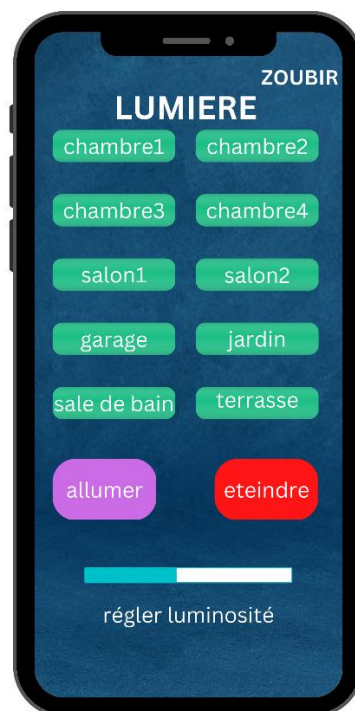 ZOUBIR
LUMIERE
chambre1 chambre2
chambre3 chambre4
salon1 salon2
garage jardin
sale de bain terrasse
allumer eteindre
régler luminosité